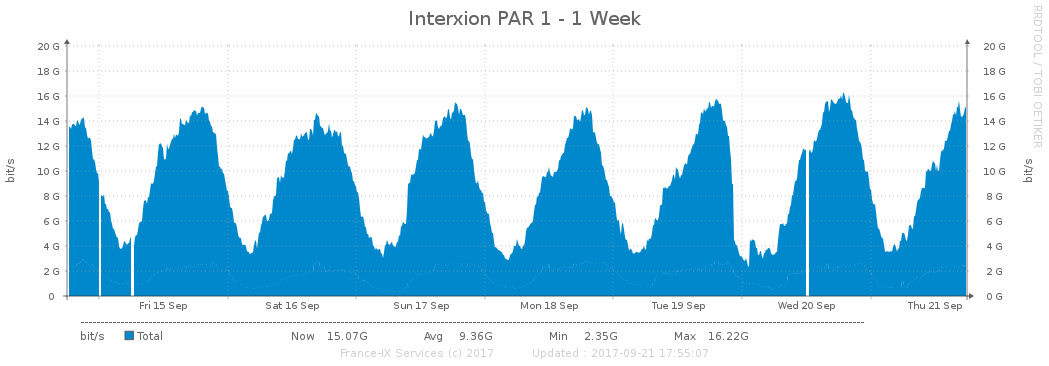 Interxion PAR 1 - 1 Week
RRDTOOL / TOBI OETIKER
20 G 20 G
18 G 18 G
16 G 16 G
14 G 14 G
12 G 12 G
10 G 10 G
8 G 8 G
6 G 6 G
4 G 4 G
2 G 2 G
0 0 G
bit/s bit/s
Fri 15 Sep Sat 16 Sep Sun 17 Sep Mon 18 Sep Tue 19 Sep Wed 20 Sep Thu 21 Sep
bit/s Total Now 15.07G Avg 9.36G Min 2.35G Max 16.22G
France-IX Services (c) 2017 Updated : 2017-09-21 17:55:07